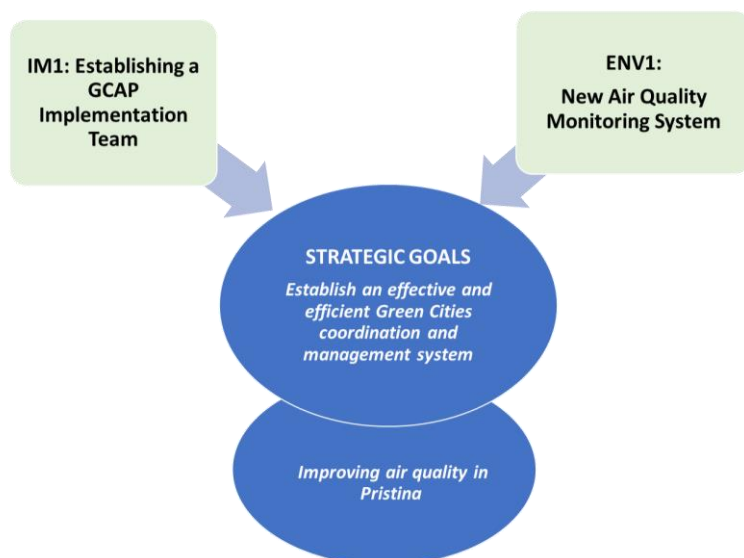 IM1: Establishing a
GCAP
Implementation
Team
ENV1:
New Air Quality
Monitoring System
STRATEGIC GOALS
Establish an effective and
efficient Green Cities
coordination and
management system
Improving air quality in
Pristina